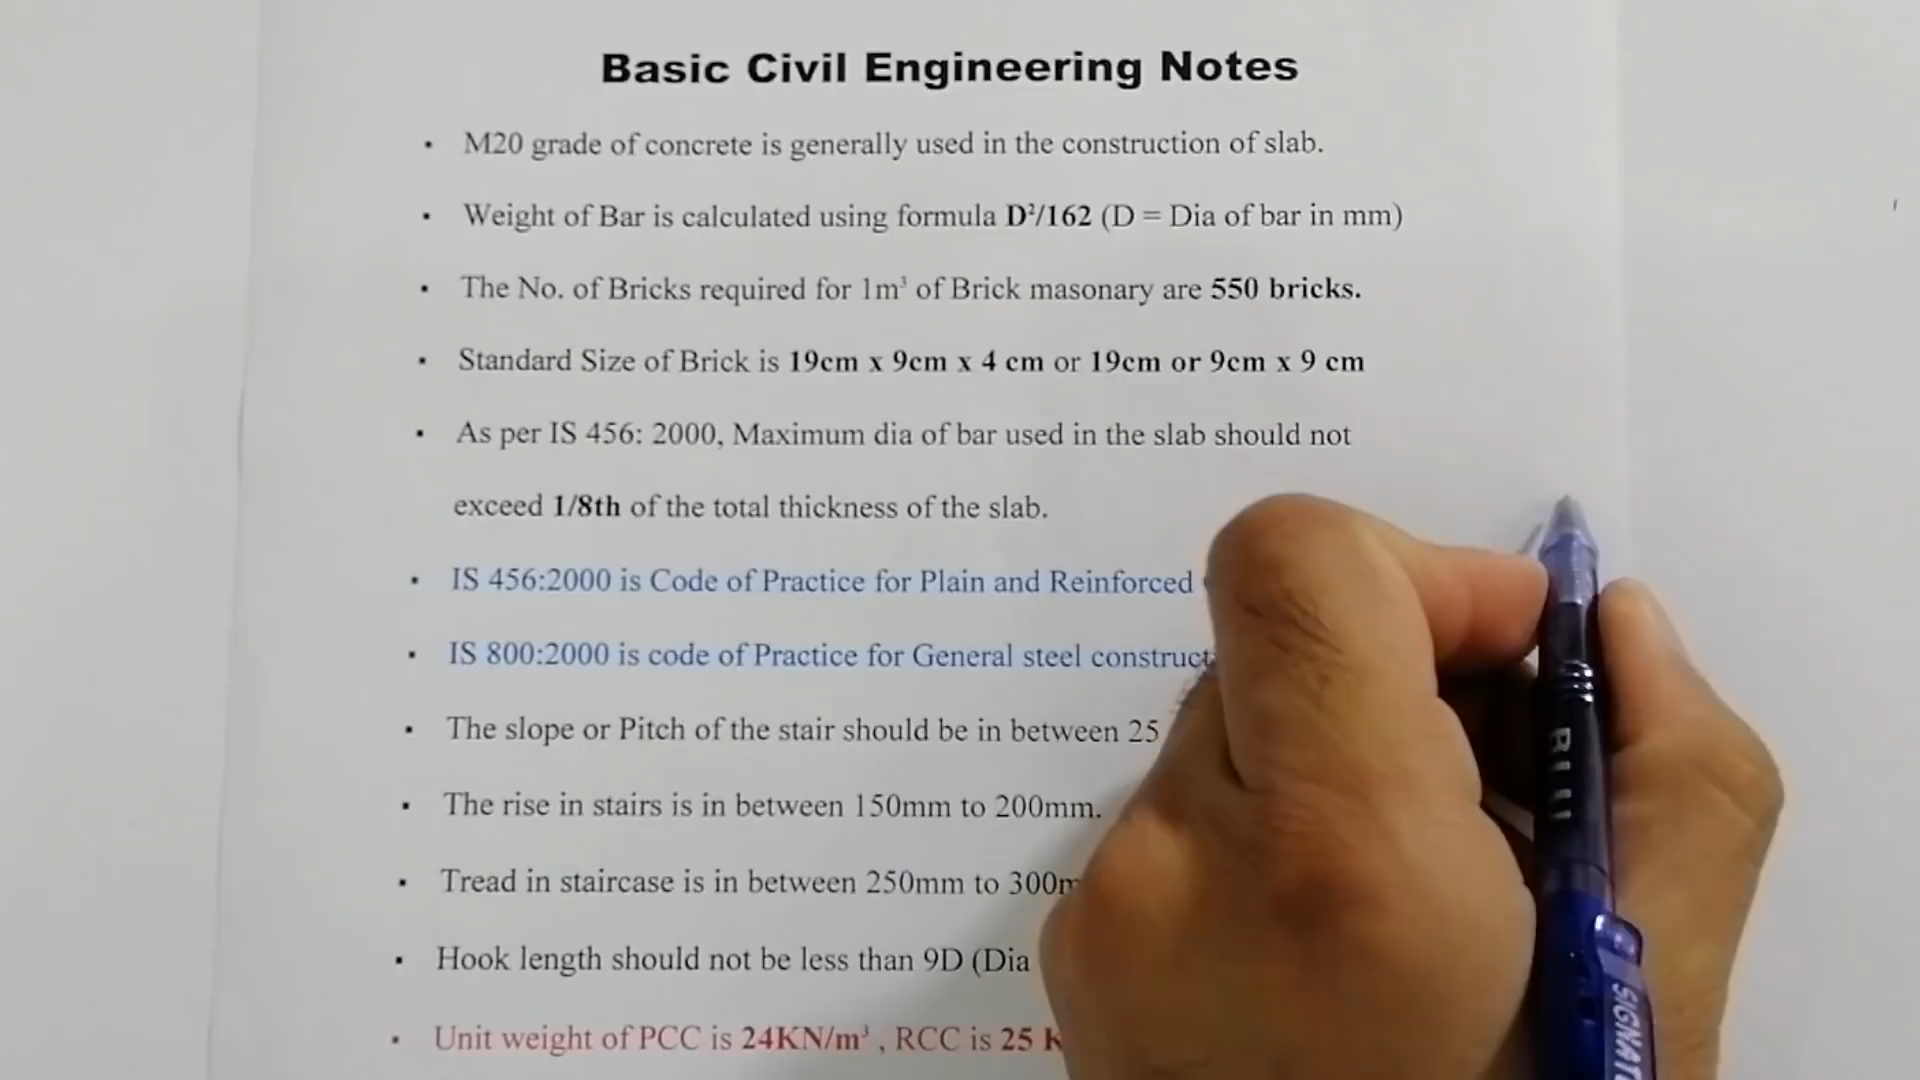 Basic Civil Engineering Notes
· M20 grade of concrete is generally used in the construction of slab.
· Weight of Bar is calculated using formula D²/162 (D = Dia of bar in mm)
· The No. of Bricks required for 1m³ of Brick masonary are 550 bricks.
· Standard Size of Brick is 19cm x 9cm x 4 cm or 19cm or 9cm x 9 cm
· As per IS 456: 2000, Maximum dia of bar used in the slab should not
exceed 1/8th of the total thickness of the slab.
· IS 456:2000 is Code of Practice for Plain and Reinforced
· IS 800:2000 is code of Practice for General steel construct
· The slope or Pitch of the stair should be in between 25
· The rise in stairs is in between 150mm to 200mm.
· Tread in staircase is in between 250mm to 300m
· Hook length should not be less than 9D (Dia
· Unit weight of PCC is 24KN/m³ , RCC is 25 K
SIGNAT